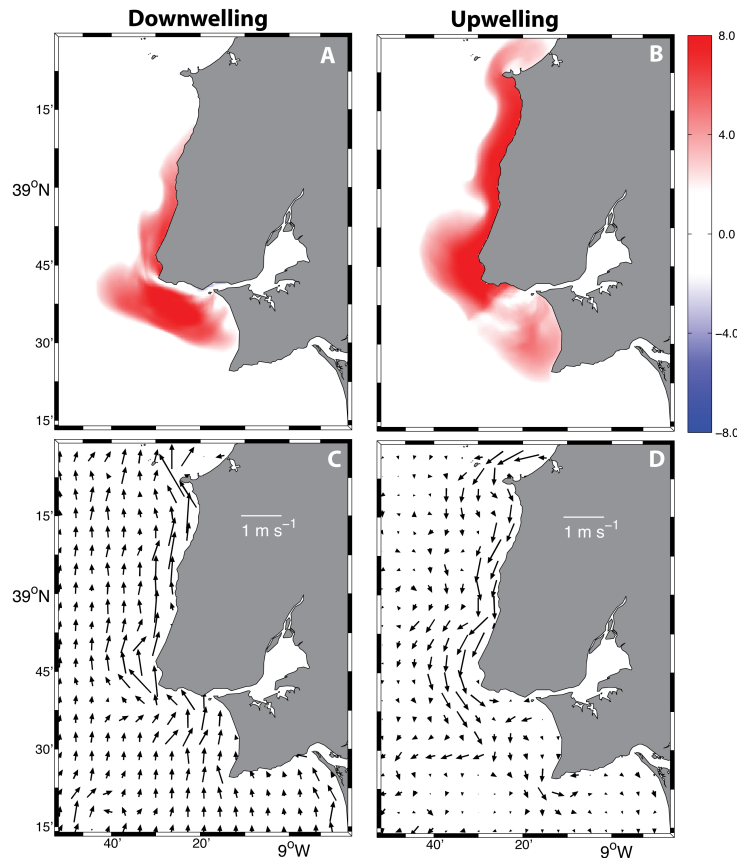 Downwelling
Upwelling
A
B
8.0
4.0
0.0
−4.0
−8.0
15'
39°N
45'
30'
15'
C
D
1 m s⁻¹
1 m s⁻¹
15'
39°N
45'
30'
15'
40' 20' 9°W
40' 20' 9°W